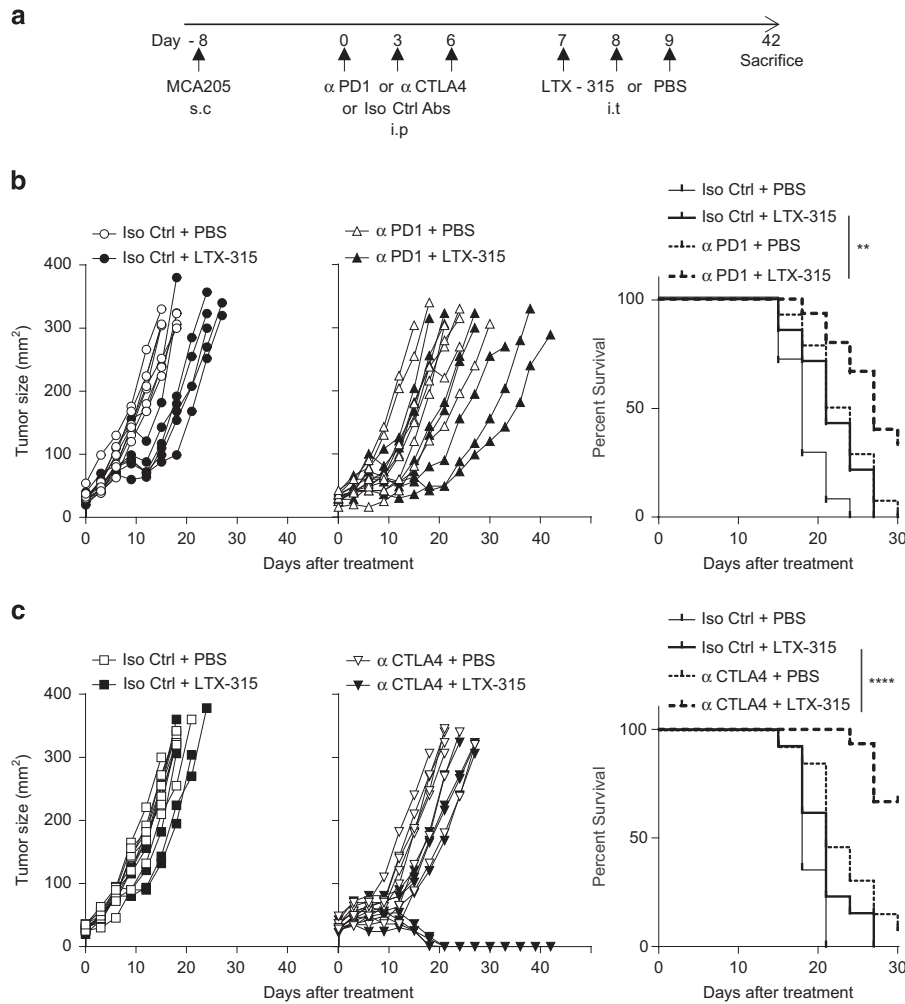 a
Day - 8 0 3 6 7 8 9 42
Sacrifice
MCA205 α PD1 or α CTLA4 LTX - 315 or PBS
s.c or Iso Ctrl Abs i.t
i.p
b
Iso Ctrl + PBS
Iso Ctrl + LTX-315
400
300
200
100
0
Tumor size (mm2)
0 10 20 30 40
Days after treatment
α PD1 + PBS
α PD1 + LTX-315
0 10 20 30 40
Days after treatment
Iso Ctrl + PBS
Iso Ctrl + LTX-315
α PD1 + PBS
α PD1 + LTX-315
**
100
50
0
Percent Survival
0 10 20 30
Days after treatment
c
Iso Ctrl + PBS
Iso Ctrl + LTX-315
400
300
200
100
0
Tumor size (mm2)
0 10 20 30 40
Days after treatment
α CTLA4 + PBS
α CTLA4 + LTX-315
0 10 20 30 40
Days after treatment
Iso Ctrl + PBS
Iso Ctrl + LTX-315
α CTLA4 + PBS
α CTLA4 + LTX-315
****
100
50
0
Percent Survival
0 10 20 30
Days after treatment